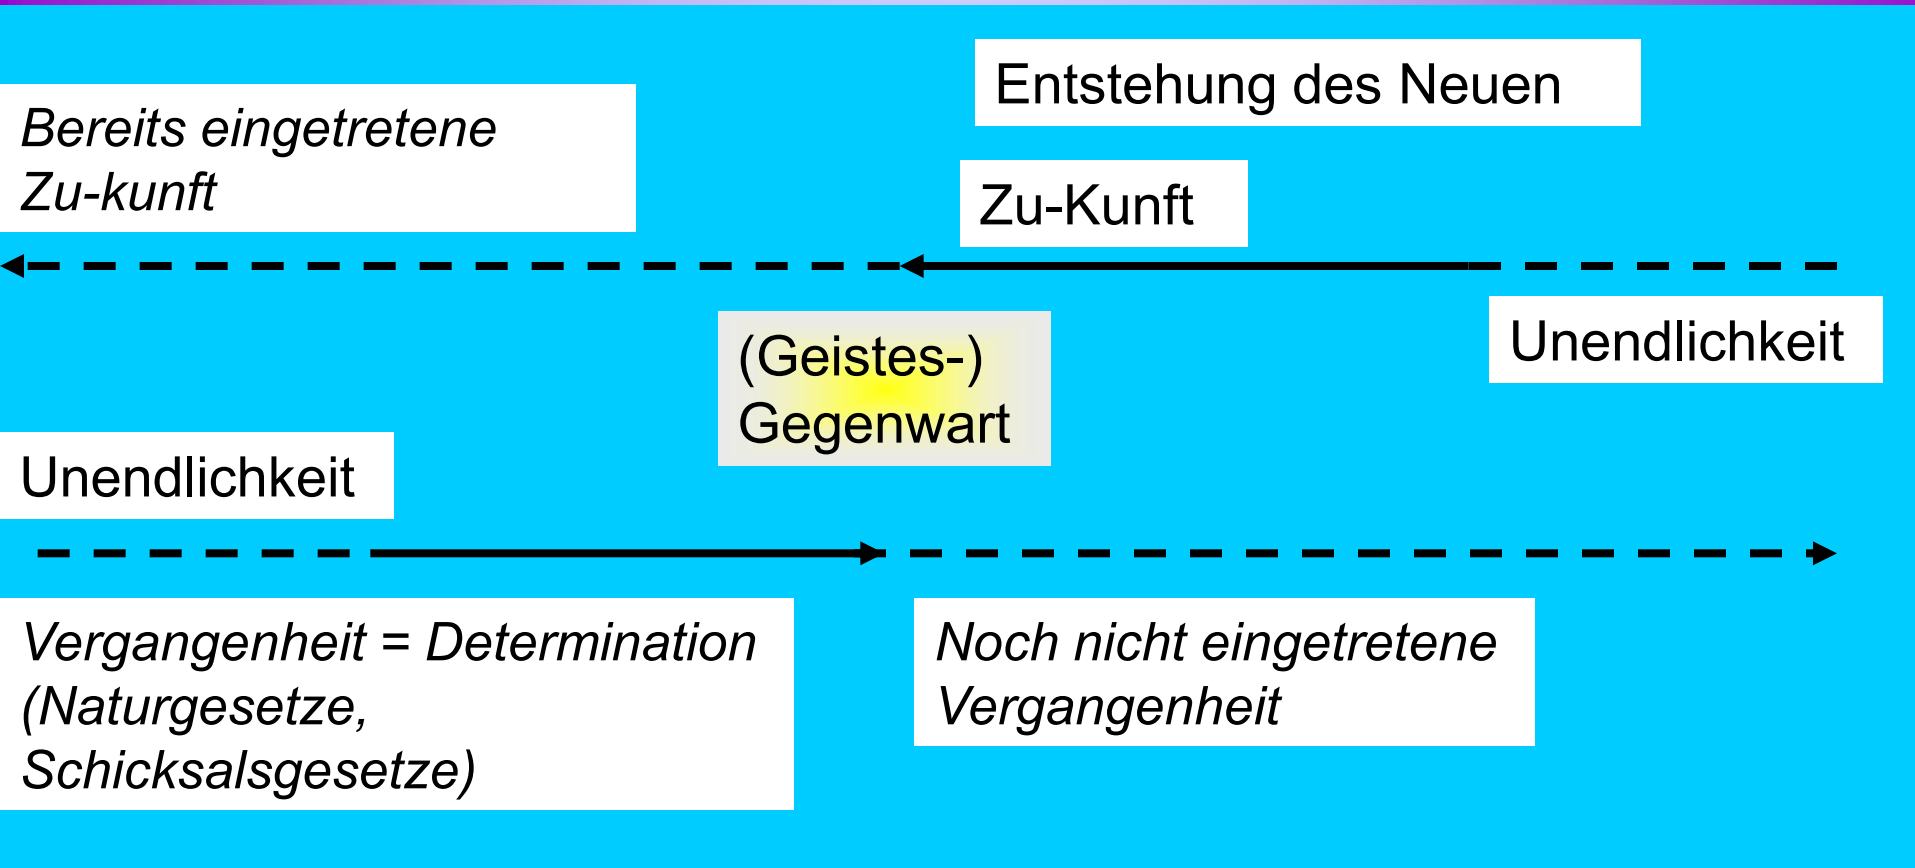 Entstehung des Neuen
Bereits eingetretene
Zu-kunft
Zu-Kunft
Unendlichkeit
(Geistes-)
Gegenwart
Unendlichkeit
Vergangenheit = Determination
(Naturgesetze,
Schicksalsgesetze)
Noch nicht eingetretene
Vergangenheit